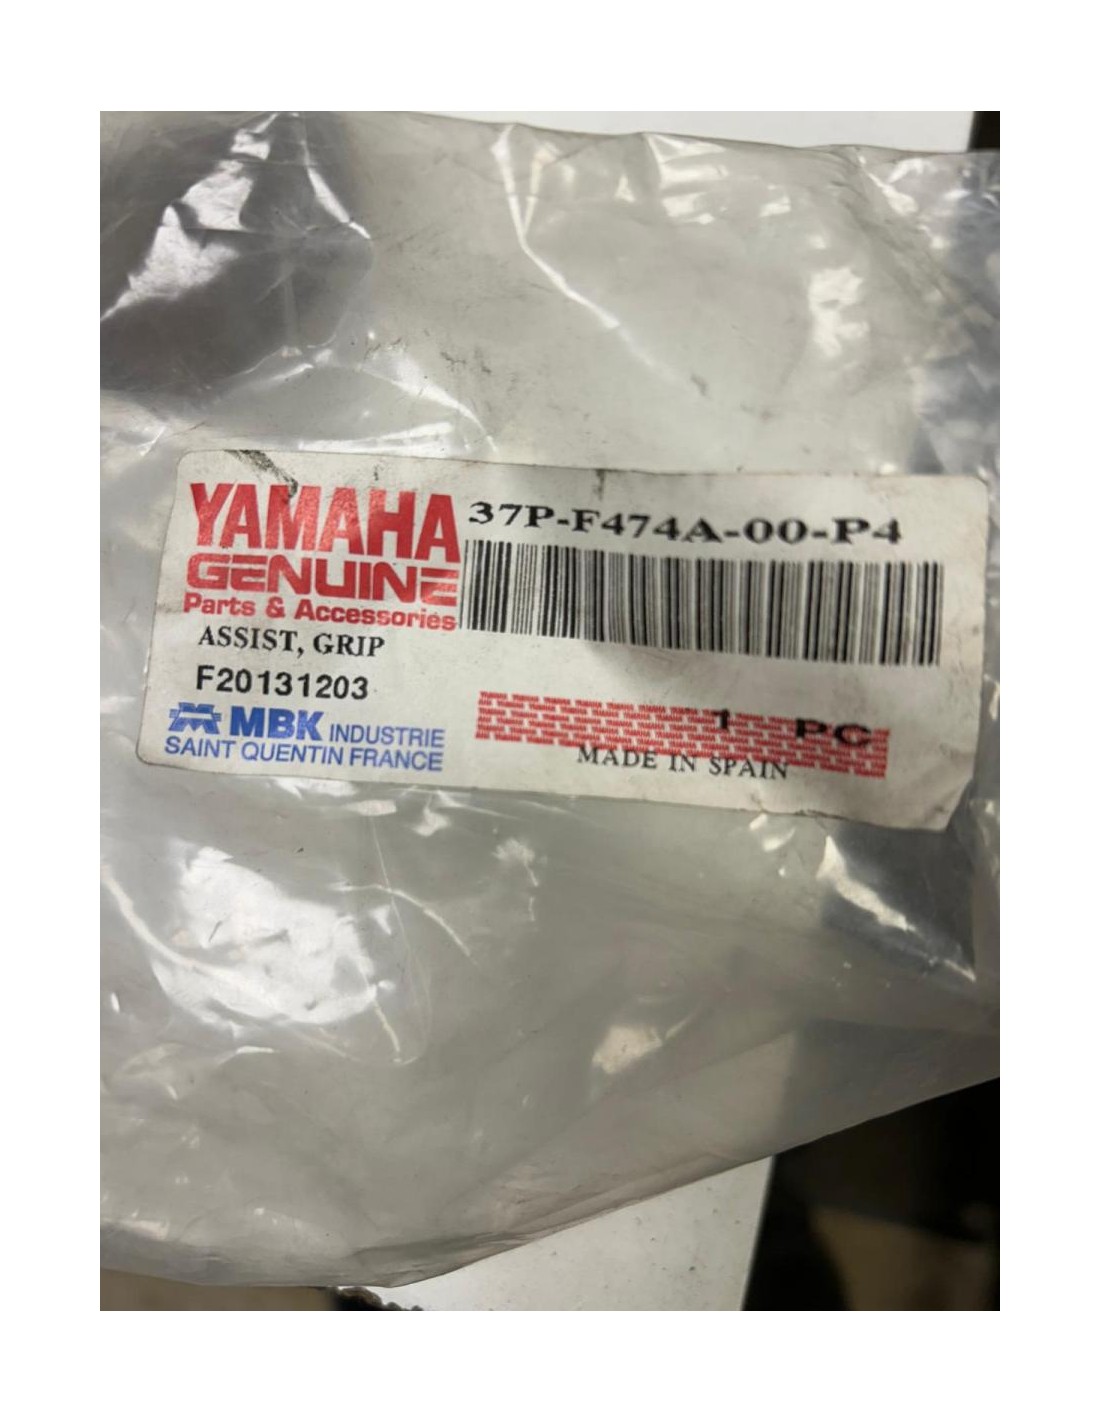 YAMAHA
GENUINE
Parts & Accessories
37P-F474A-00-P4
ASSIST, GRIP
F20131203
MBK INDUSTRIE
SAINT QUENTIN FRANCE
1 PC
MADE IN SPAIN